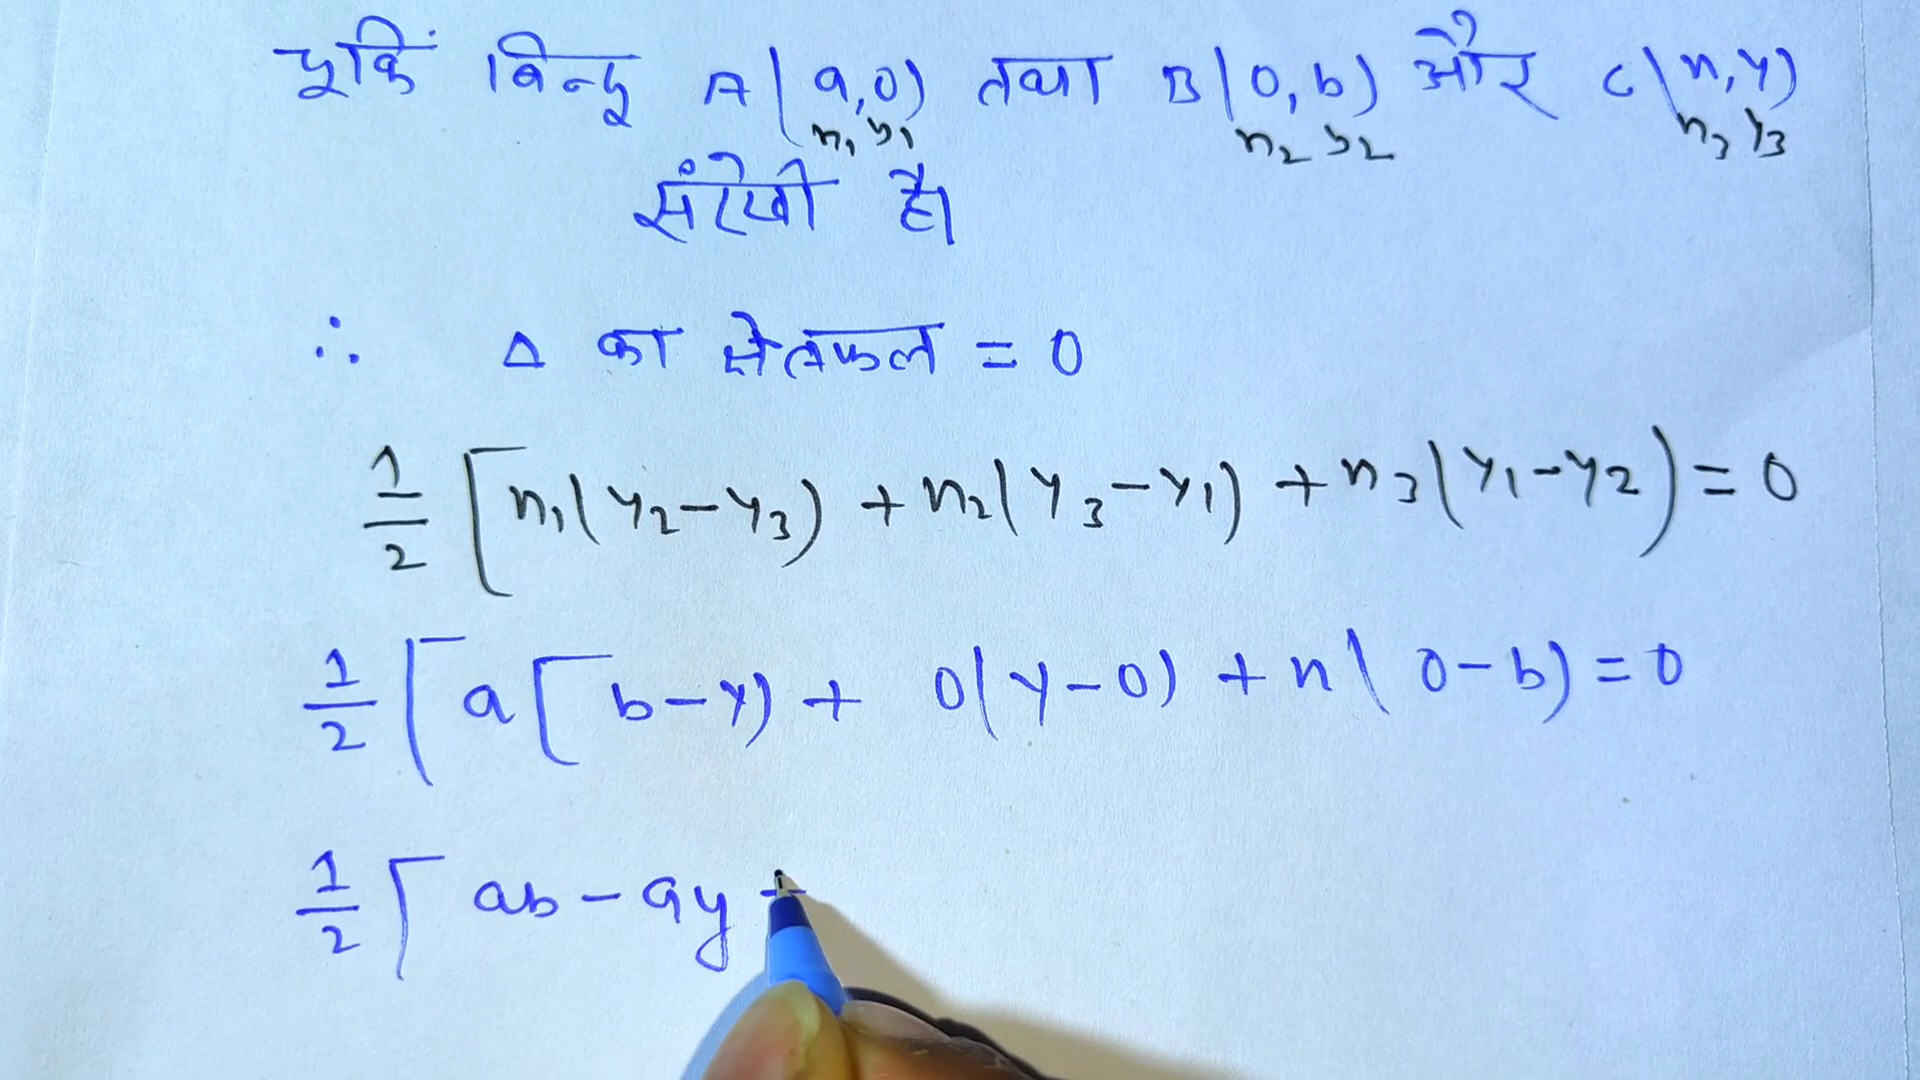 चूकिं बिन्दु A(a,0) तथा B(0,b) और C(x,y)
x₁ y₁ x₂ y₂ x₃ y₃
संरेखी है।
∴ Δ का क्षेत्रफल = 0
1/2 [x₁(y₂-y₃) + x₂(y₃-y₁) + x₃(y₁-y₂) = 0
1/2 [a[b-y) + 0(y-0) + x(0-b) = 0
1/2 [ab - ay +